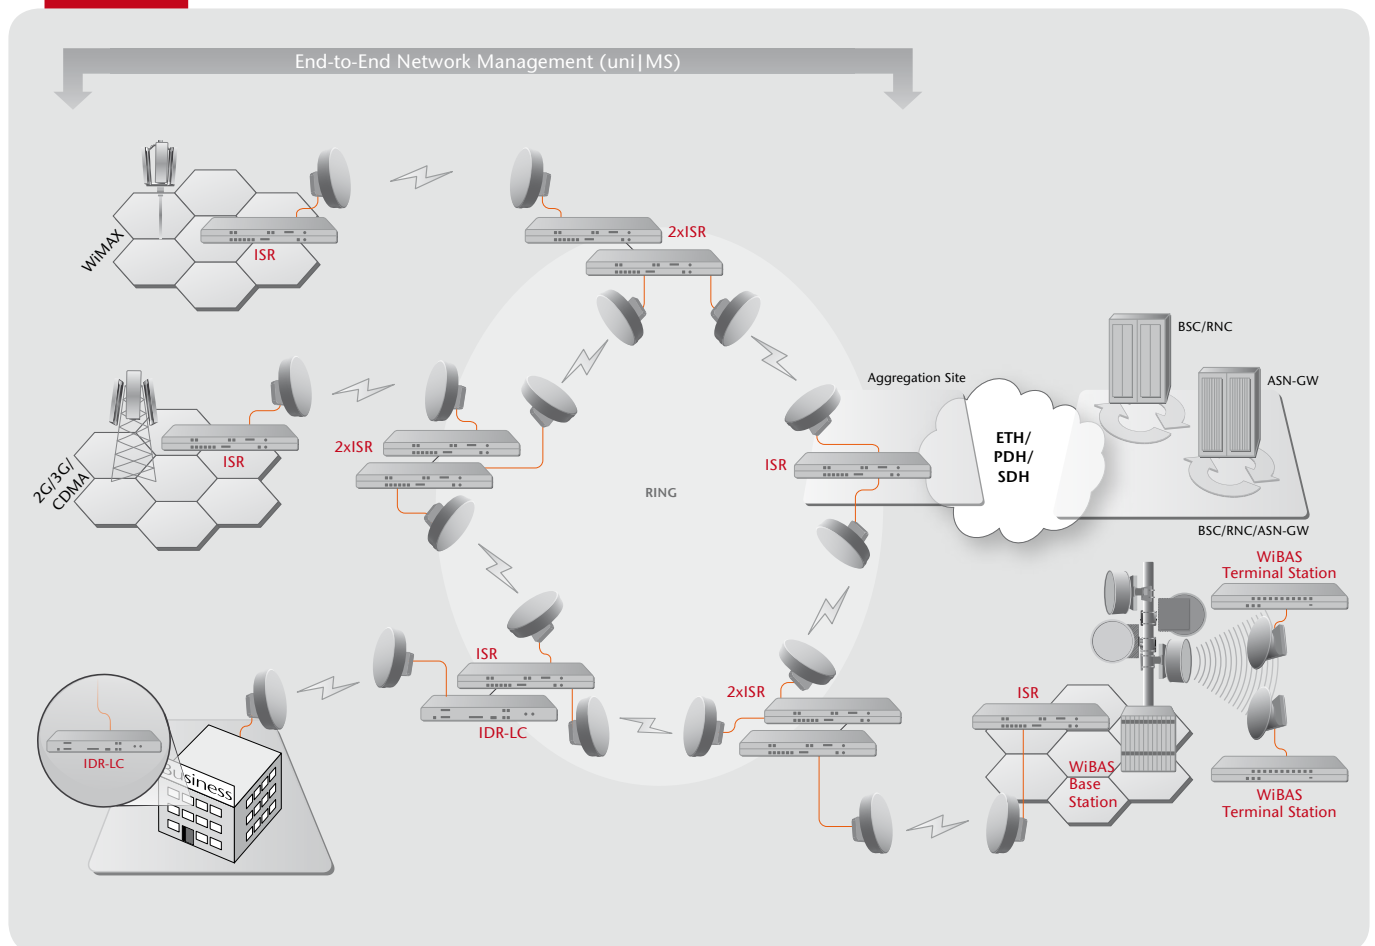 End-to-End Network Management (uni|MS)
WiMAX
ISR
2xISR
BSC/RNC
Aggregation Site
ASN-GW
2G/3G/
CDMA
ISR
2xISR
ISR
ETH/
PDH/
SDH
RING
BSC/RNC/ASN-GW
WiBAS
Terminal Station
ISR
IDR-LC
2xISR
ISR
IDR-LC
Business
WiBAS
Base
Station
WiBAS
Terminal Station